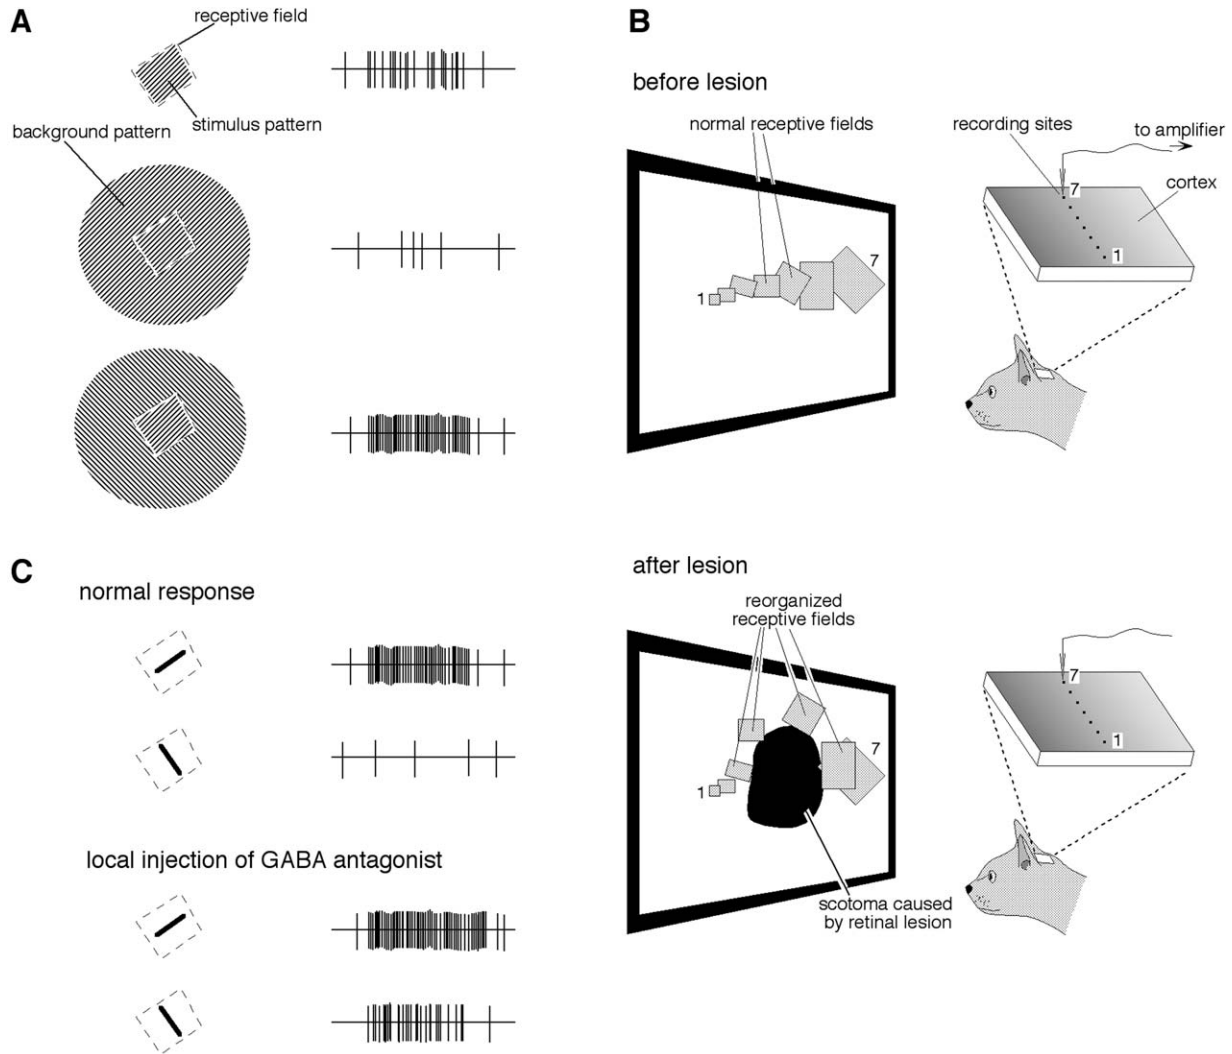 A
receptive field
stimulus pattern
background pattern
B
before lesion
normal receptive fields
1
7
recording sites
to amplifier
7
cortex
1
C
normal response
local injection of GABA antagonist
after lesion
reorganized
receptive fields
1
7
scotoma caused
by retinal lesion
7
1